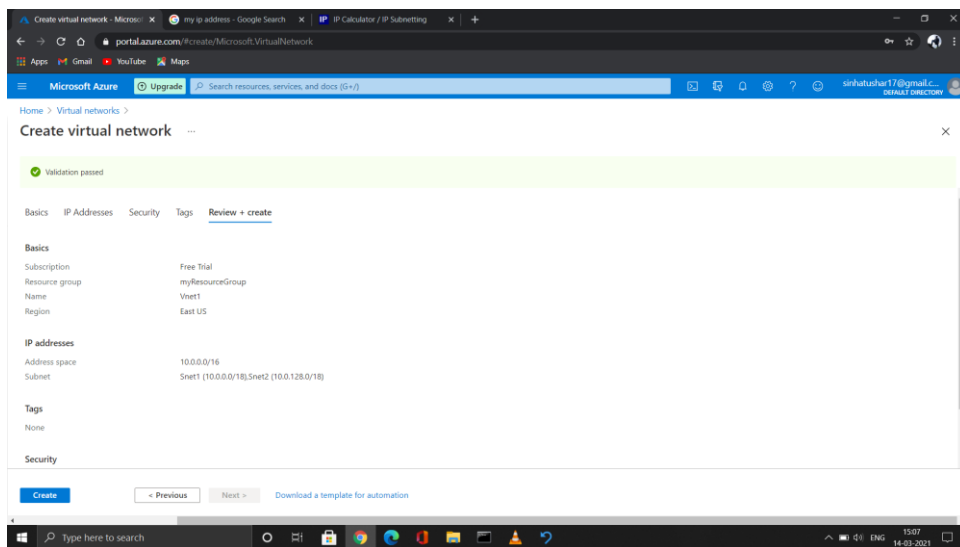 Create virtual network - Microsof
my ip address - Google Search
IP IP Calculator / IP Subnetting
portal.azure.com/#create/Microsoft.VirtualNetwork
Apps Gmail YouTube Maps
Microsoft Azure Upgrade Search resources, services, and docs (G+/) sinhatushar17@gmail.c...
DEFAULT DIRECTORY
Home > Virtual networks >
Create virtual network ...
Validation passed
Basics IP Addresses Security Tags Review + create
Basics
Subscription Free Trial
Resource group myResourceGroup
Name Vnet1
Region East US
IP addresses
Address space 10.0.0.0/16
Subnet Snet1 (10.0.0.0/18),Snet2 (10.0.128.0/18)
Tags
None
Security
Create < Previous Next > Download a template for automation
Type here to search ENG 15:07
14-03-2021